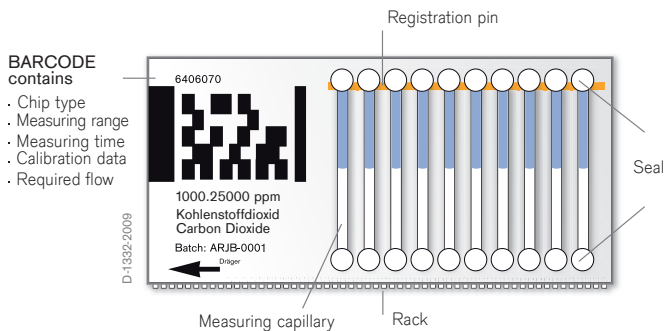 Registration pin
BARCODE
contains
· Chip type
· Measuring range
· Measuring time
· Calibration data
· Required flow
6406070
1000.25000 ppm
Kohlenstoffdioxid
Carbon Dioxide
Batch: ARJB-0001
Dräger
D-1332-2009
Seal
Measuring capillary
Rack